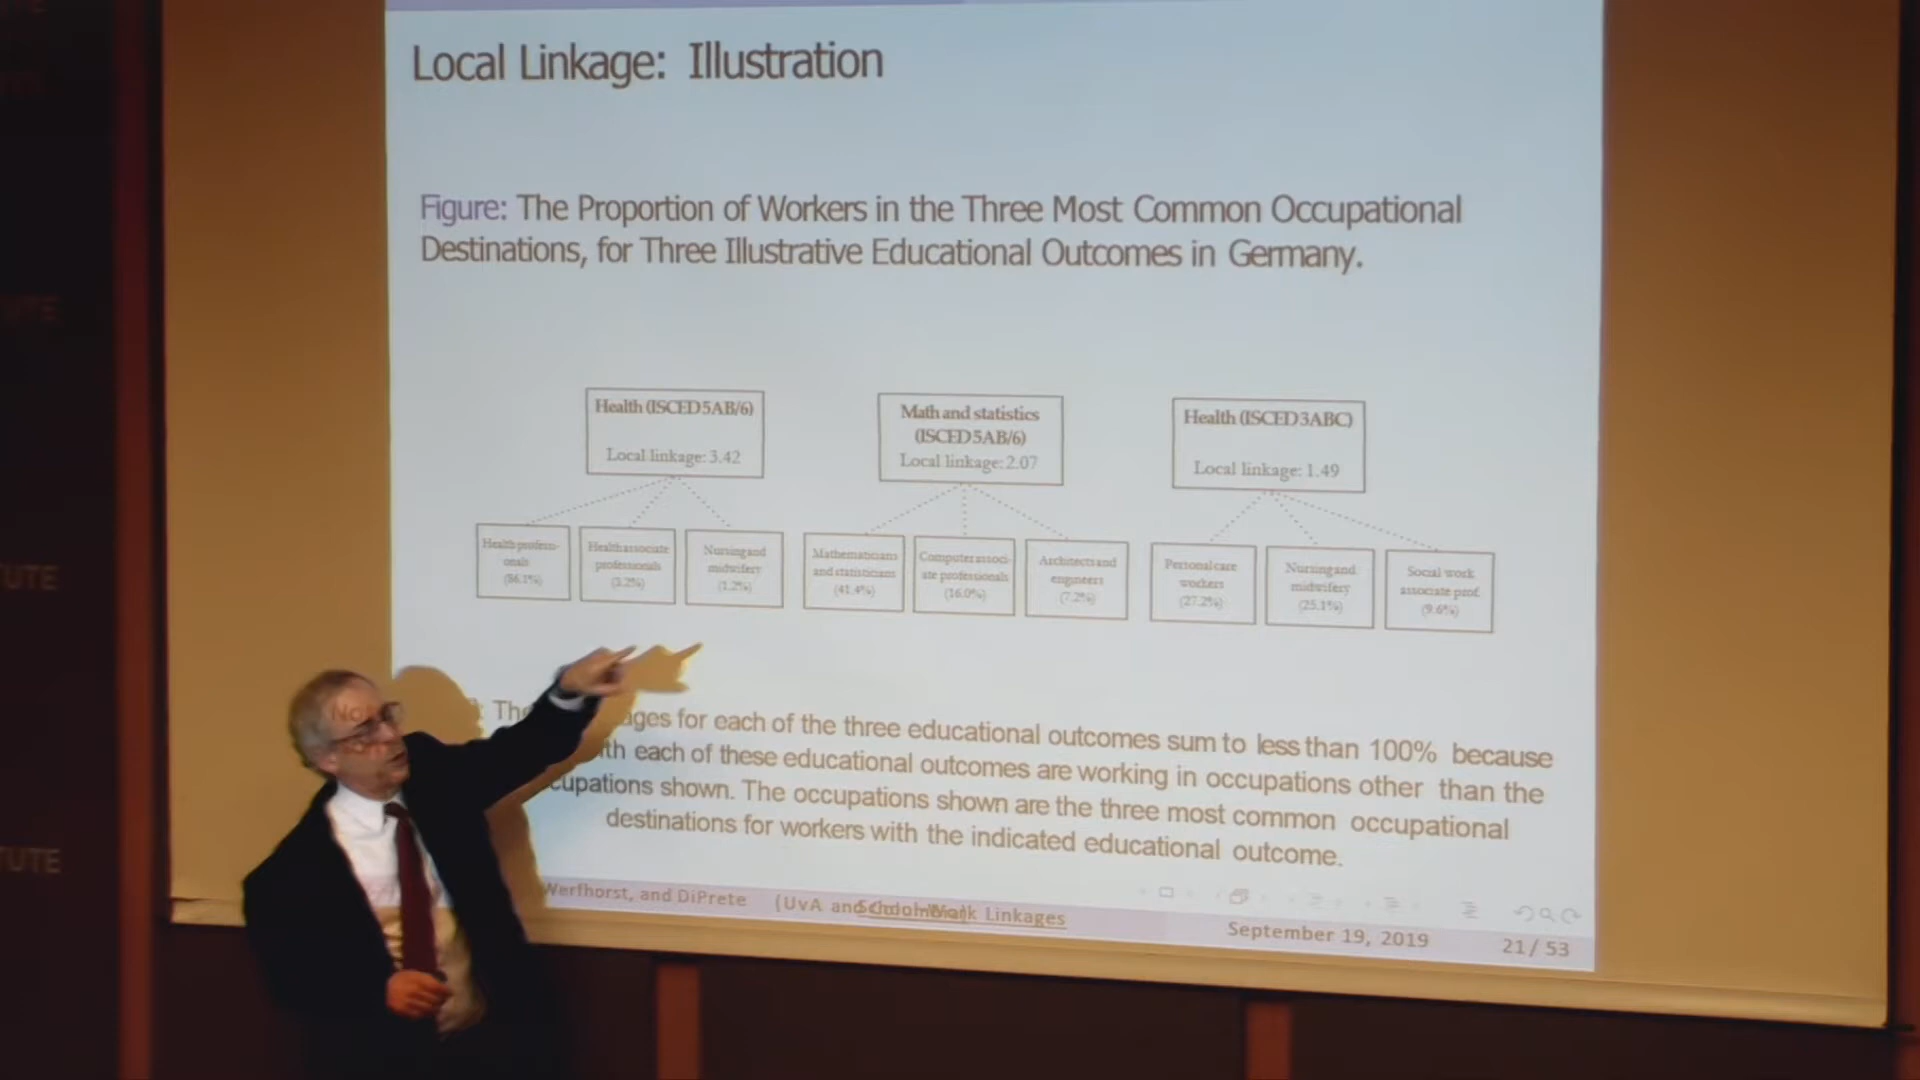 Local Linkage: Illustration
Figure: The Proportion of Workers in the Three Most Common Occupational
Destinations, for Three Illustrative Educational Outcomes in Germany.
Health (ISCED 5AB/6)
Local linkage: 3.42
Health profess-
onals
(86.1%)
Health associate
professionals
(3.2%)
Nursing and
midwifery
(1.2%)
Math and statistics
(ISCED 5AB/6)
Local linkage: 2.07
Mathematicians
and statisticians
(41.4%)
Computer associ-
ate professionals
(16.0%)
Architects and
engineers
(7.2%)
Health (ISCED 3ABC)
Local linkage: 1.49
Personal care
workers
(27.2%)
Nursing and
midwifery
(25.1%)
Social work
associate prof.
(9.6%)
No : The ages for each of the three educational outcomes sum to less than 100% because
th each of these educational outcomes are working in occupations other than the
cupations shown. The occupations shown are the three most common occupational
destinations for workers with the indicated educational outcome.
Werfhorst, and DiPrete (UvA and Columbia) School-Work Linkages September 19, 2019 21 / 53
UTE
UTE
TUTE